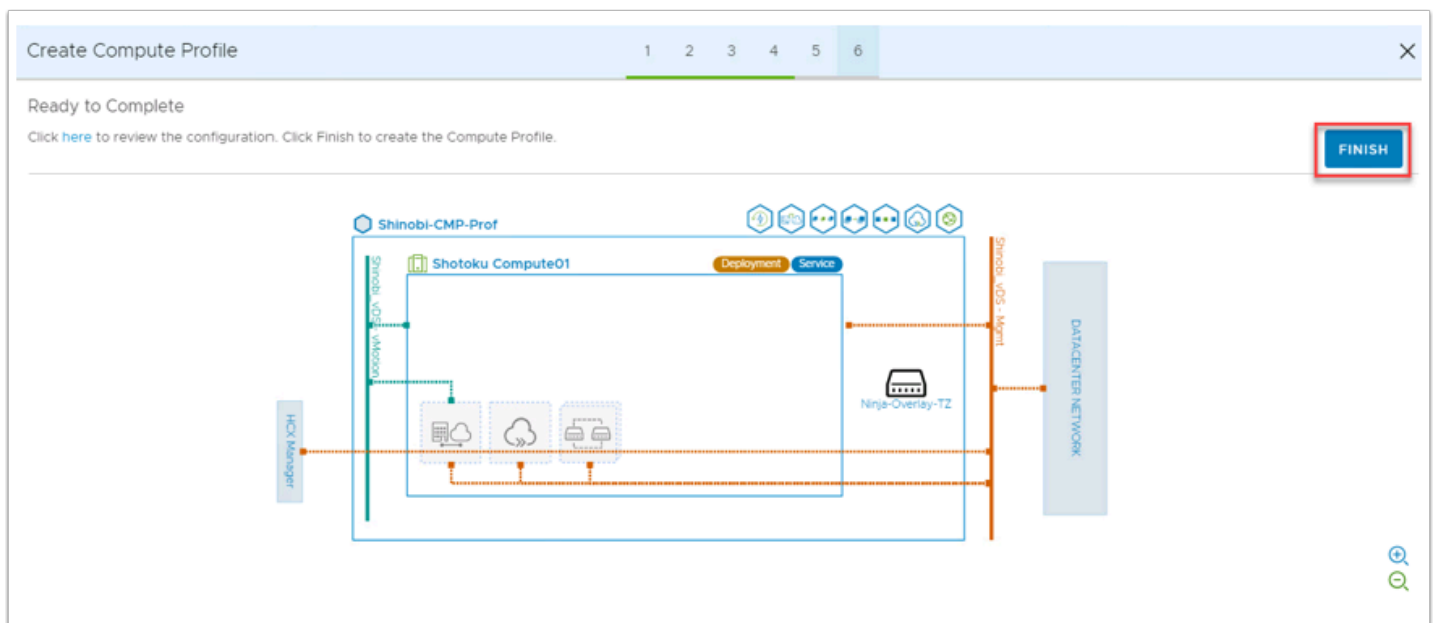 Create Compute Profile
1 2 3 4 5 6
Ready to Complete
Click here to review the configuration. Click Finish to create the Compute Profile.
FINISH
Shinobi-CMP-Prof
Shotoku Compute01
Deployment
Service
Shinobi_vDS - vMotion
Shinobi_vDS - Mgmt
DATACENTER NETWORK
Ninja-Overlay-TZ
HCX Manager